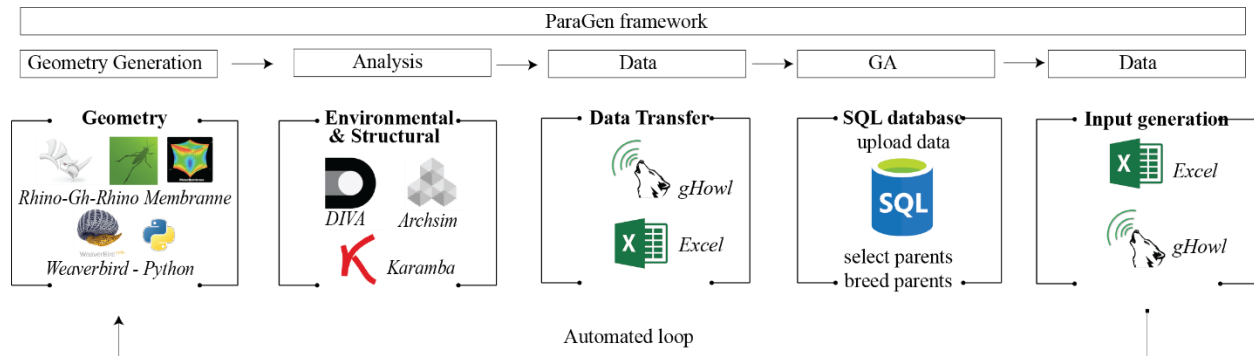 ParaGen framework
Geometry Generation
Analysis
Data
GA
Data
Geometry
Rhino-Gh-Rhino Membranne
WEAVERBIRD
Weaverbird - Python
Environmental
& Structural
DIVA
Archsim
Karamba
Data Transfer
gHowl
X
Excel
SQL database
upload data
SQL
select parents
breed parents
Input generation
X
Excel
gHowl
Automated loop